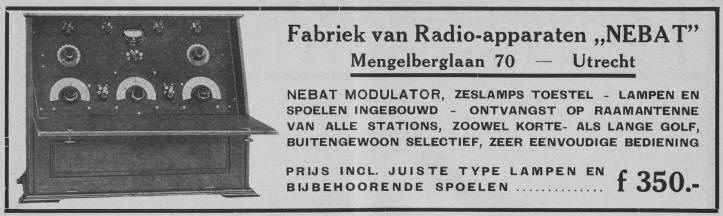 Fabriek van Radio-apparaten „NEBAT”
Mengelberglaan 70 — Utrecht
NEBAT MODULATOR, ZESLAMPS TOESTEL - LAMPEN EN
SPOELEN INGEBOUWD - ONTVANGST OP RAAMANTENNE
VAN ALLE STATIONS, ZOOWEL KORTE- ALS LANGE GOLF,
BUITENGEWOON SELECTIEF, ZEER EENVOUDIGE BEDIENING
PRIJS INCL. JUISTE TYPE LAMPEN EN
BIJBEHOORENDE SPOELEN .............. f 350.-